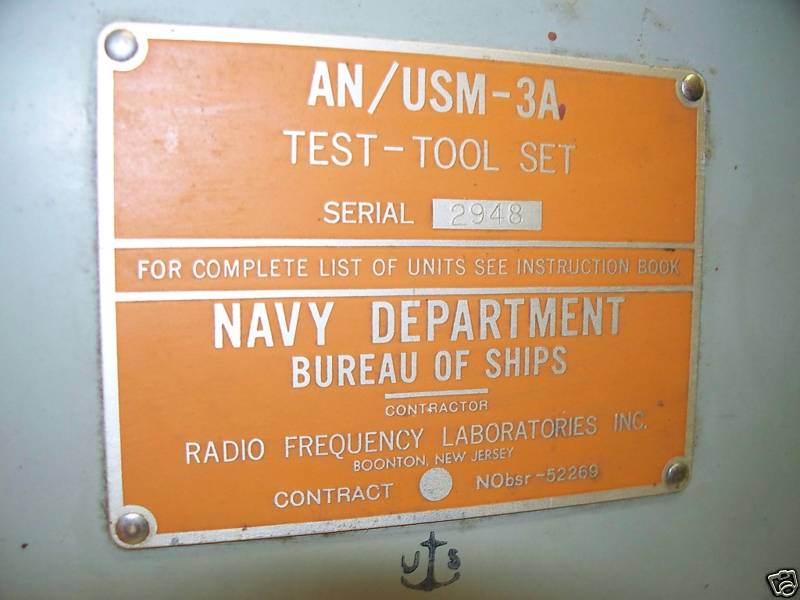 AN/USM-3A
TEST-TOOL SET
SERIAL 2948
FOR COMPLETE LIST OF UNITS SEE INSTRUCTION BOOK
NAVY DEPARTMENT
BUREAU OF SHIPS
CONTRACTOR
RADIO FREQUENCY LABORATORIES INC.
BOONTON, NEW JERSEY
CONTRACT NObsr-52269
U S